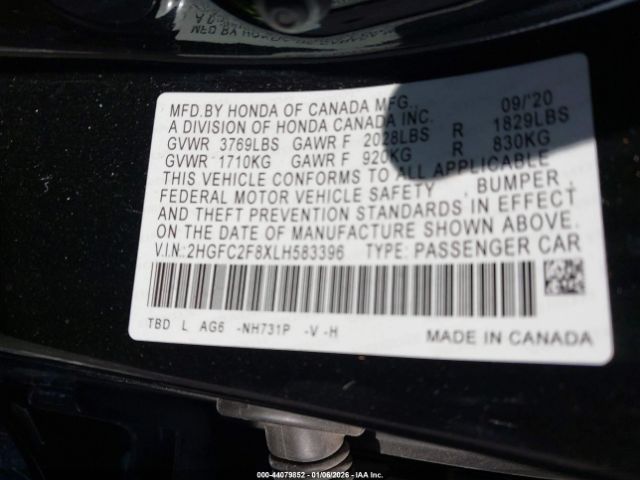 MFD.BY HONDA OF CANADA MFG., 09/'20
A DIVISION OF HONDA CANADA INC.
GVWR 3769LBS GAWR F 2028LBS R 1829LBS
GVWR 1710KG GAWR F 920KG R 830KG
THIS VEHICLE CONFORMS TO ALL APPLICABLE
FEDERAL MOTOR VEHICLE SAFETY, BUMPER,
AND THEFT PREVENTION STANDARDS IN EFFECT
ON THE DATE OF MANUFACTURE SHOWN ABOVE.
V.I.N.:2HGFC2F8XLH583396 TYPE: PASSENGER CAR
TBD L AG6 -NH731P -V -H
MADE IN CANADA
000-44079852 - 01/06/2026 - IAAI.com